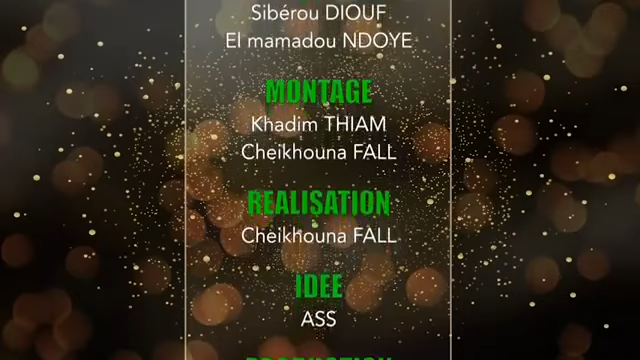 Sibérou DIOUF
El mamadou NDOYE
MONTAGE
Khadim THIAM
Cheikhouna FALL
REALISATION
Cheikhouna FALL
IDEE
ASS